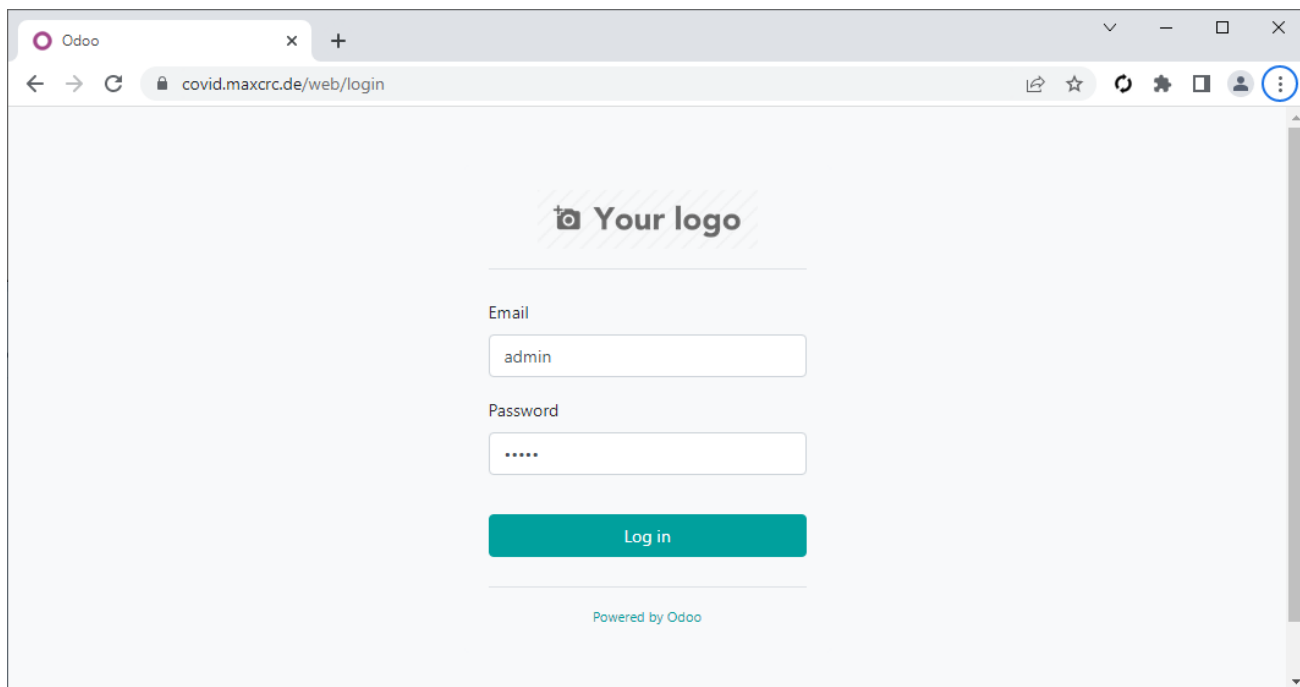 Odoo
covid.maxcrc.de/web/login
Your logo
Email
admin
Password
•••••
Log in
Powered by Odoo